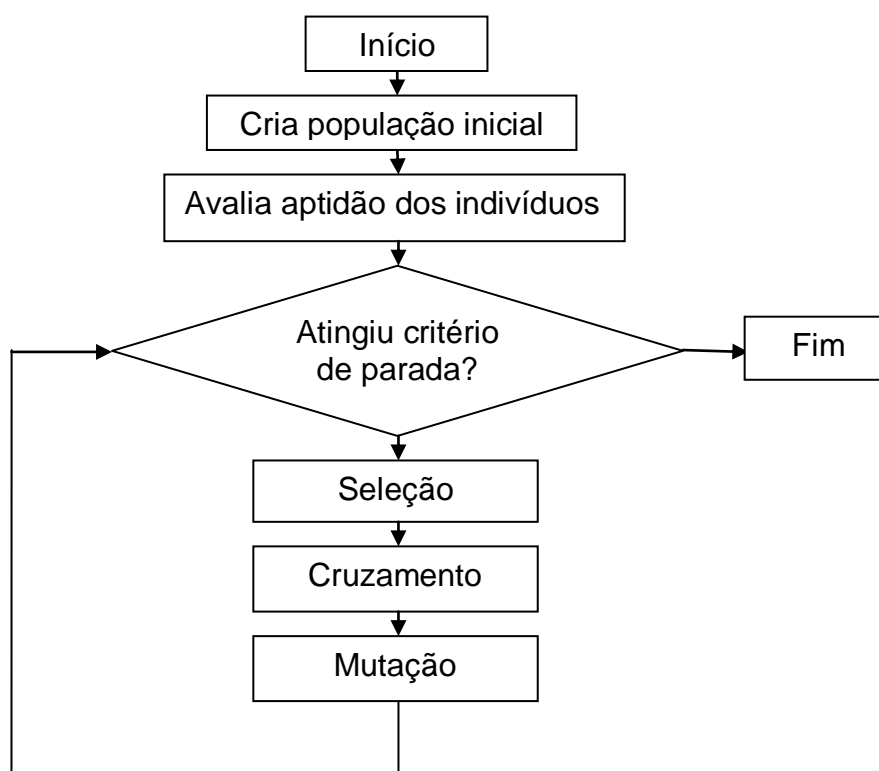 Início
Cria população inicial
Avalia aptidão dos indivíduos
Atingiu critério
de parada?
Fim
Seleção
Cruzamento
Mutação